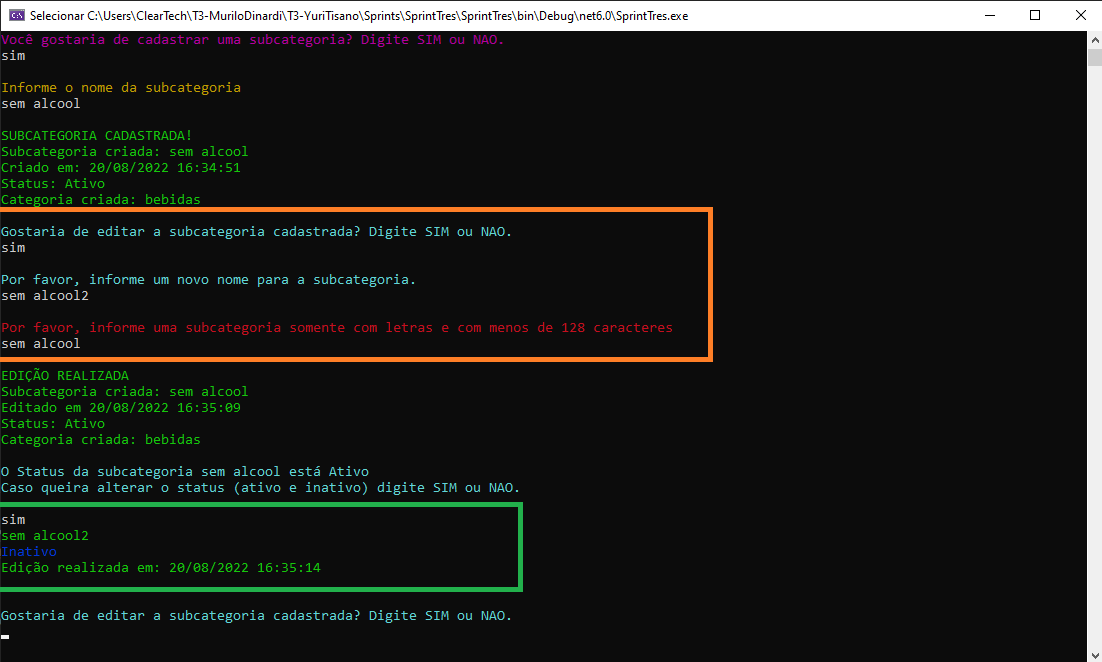 Selecionar C:\Users\ClearTech\T3-MuriloDinardi\T3-YuriTisano\Sprints\SprintTres\SprintTres\bin\Debug\net6.0\SprintTres.exe
Você gostaria de cadastrar uma subcategoria? Digite SIM ou NAO.
sim
Informe o nome da subcategoria
sem alcool
SUBCATEGORIA CADASTRADA!
Subcategoria criada: sem alcool
Criado em: 20/08/2022 16:34:51
Status: Ativo
Categoria criada: bebidas
Gostaria de editar a subcategoria cadastrada? Digite SIM ou NAO.
sim
Por favor, informe um novo nome para a subcategoria.
sem alcool2
Por favor, informe uma subcategoria somente com letras e com menos de 128 caracteres
sem alcool
EDIÇÃO REALIZADA
Subcategoria criada: sem alcool
Editado em 20/08/2022 16:35:09
Status: Ativo
Categoria criada: bebidas
O Status da subcategoria sem alcool está Ativo
Caso queira alterar o status (ativo e inativo) digite SIM ou NAO.
sim
sem alcool2
Inativo
Edição realizada em: 20/08/2022 16:35:14
Gostaria de editar a subcategoria cadastrada? Digite SIM ou NAO.